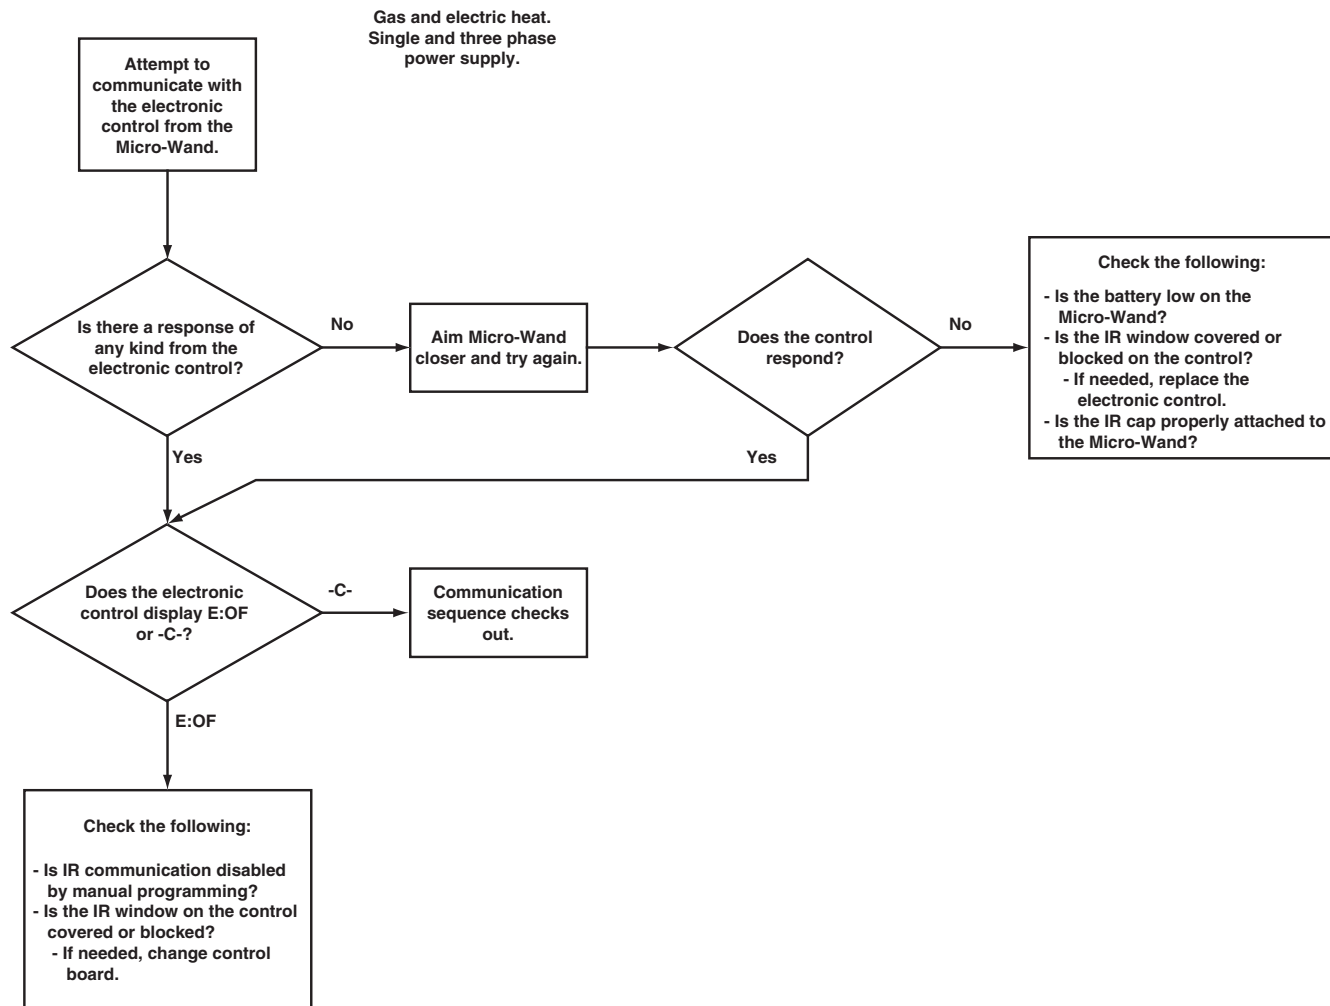 Gas and electric heat.
Single and three phase
power supply.
Attempt to
communicate with
the electronic
control from the
Micro-Wand.
Is there a response of
any kind from the
electronic control?
No
Aim Micro-Wand
closer and try again.
Does the control
respond?
No
Check the following:
- Is the battery low on the
Micro-Wand?
- Is the IR window covered or
blocked on the control?
- If needed, replace the
electronic control.
- Is the IR cap properly attached to
the Micro-Wand?
Yes
Yes
Does the electronic
control display E:OF
or -C-?
-C-
Communication
sequence checks
out.
E:OF
Check the following:
- Is IR communication disabled
by manual programming?
- Is the IR window on the control
covered or blocked?
- If needed, change control
board.